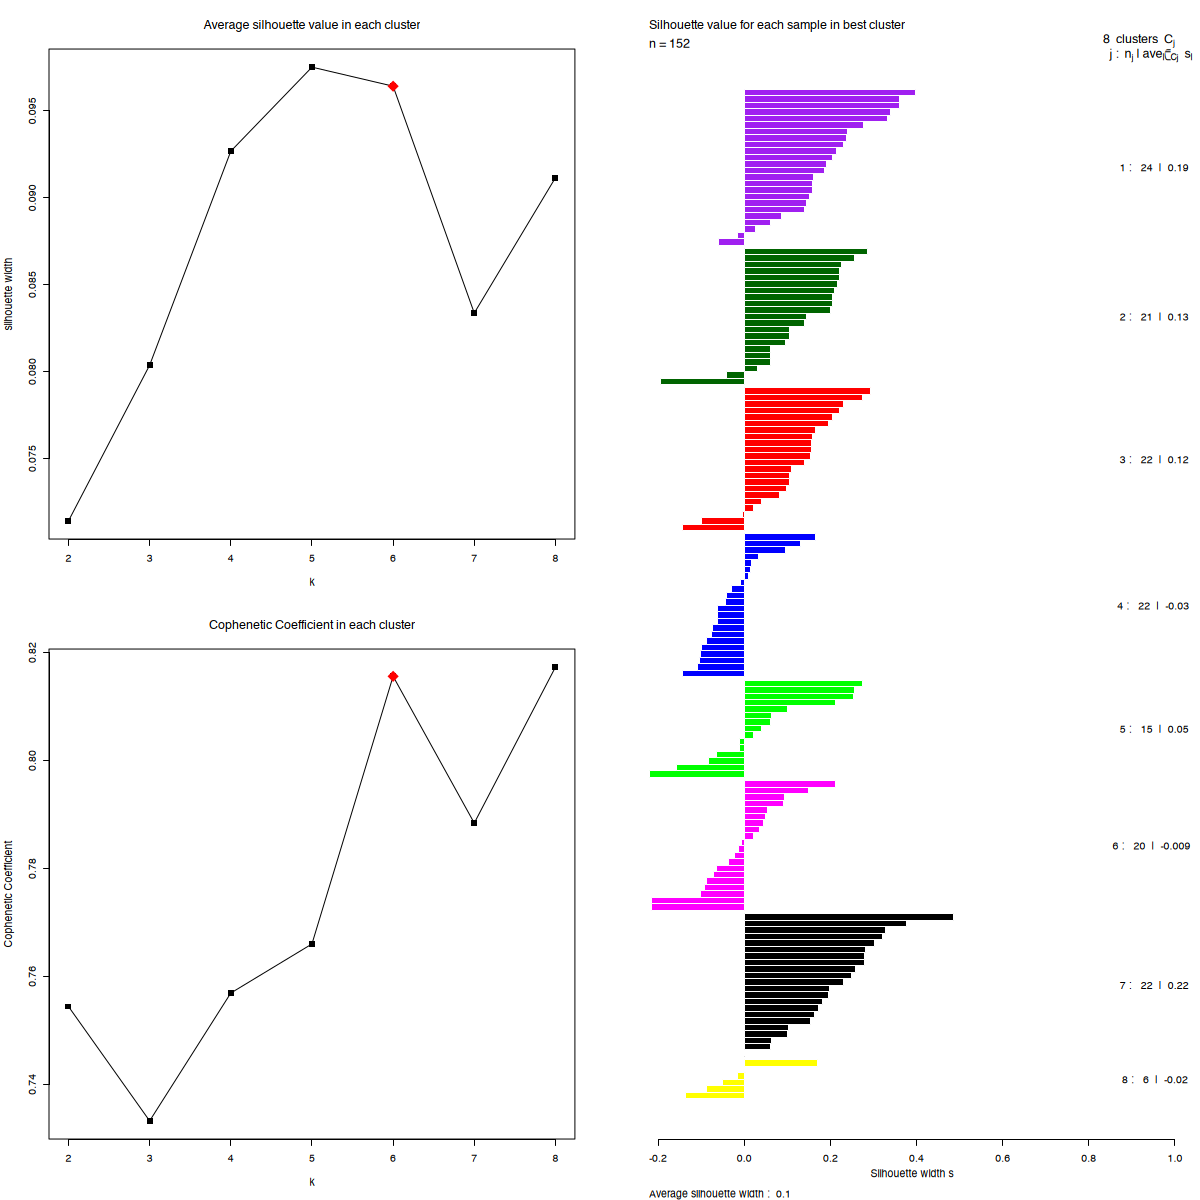 Average silhouette value in each cluster
silhouette width
0.095
0.090
0.085
0.080
0.075
2 3 4 5 6 7 8
k
Cophenetic Coefficient in each cluster
Cophenetic Coefficient
0.82
0.80
0.78
0.76
0.74
2 3 4 5 6 7 8
k
Silhouette value for each sample in best cluster
n = 152
8 clusters Cj
j : nj | avei∈Cj si
1 : 24 | 0.19
2 : 21 | 0.13
3 : 22 | 0.12
4 : 22 | -0.03
5 : 15 | 0.05
6 : 20 | -0.009
7 : 22 | 0.22
8 : 6 | -0.02
-0.2 0.0 0.2 0.4 0.6 0.8 1.0
Silhouette width s
Average silhouette width : 0.1